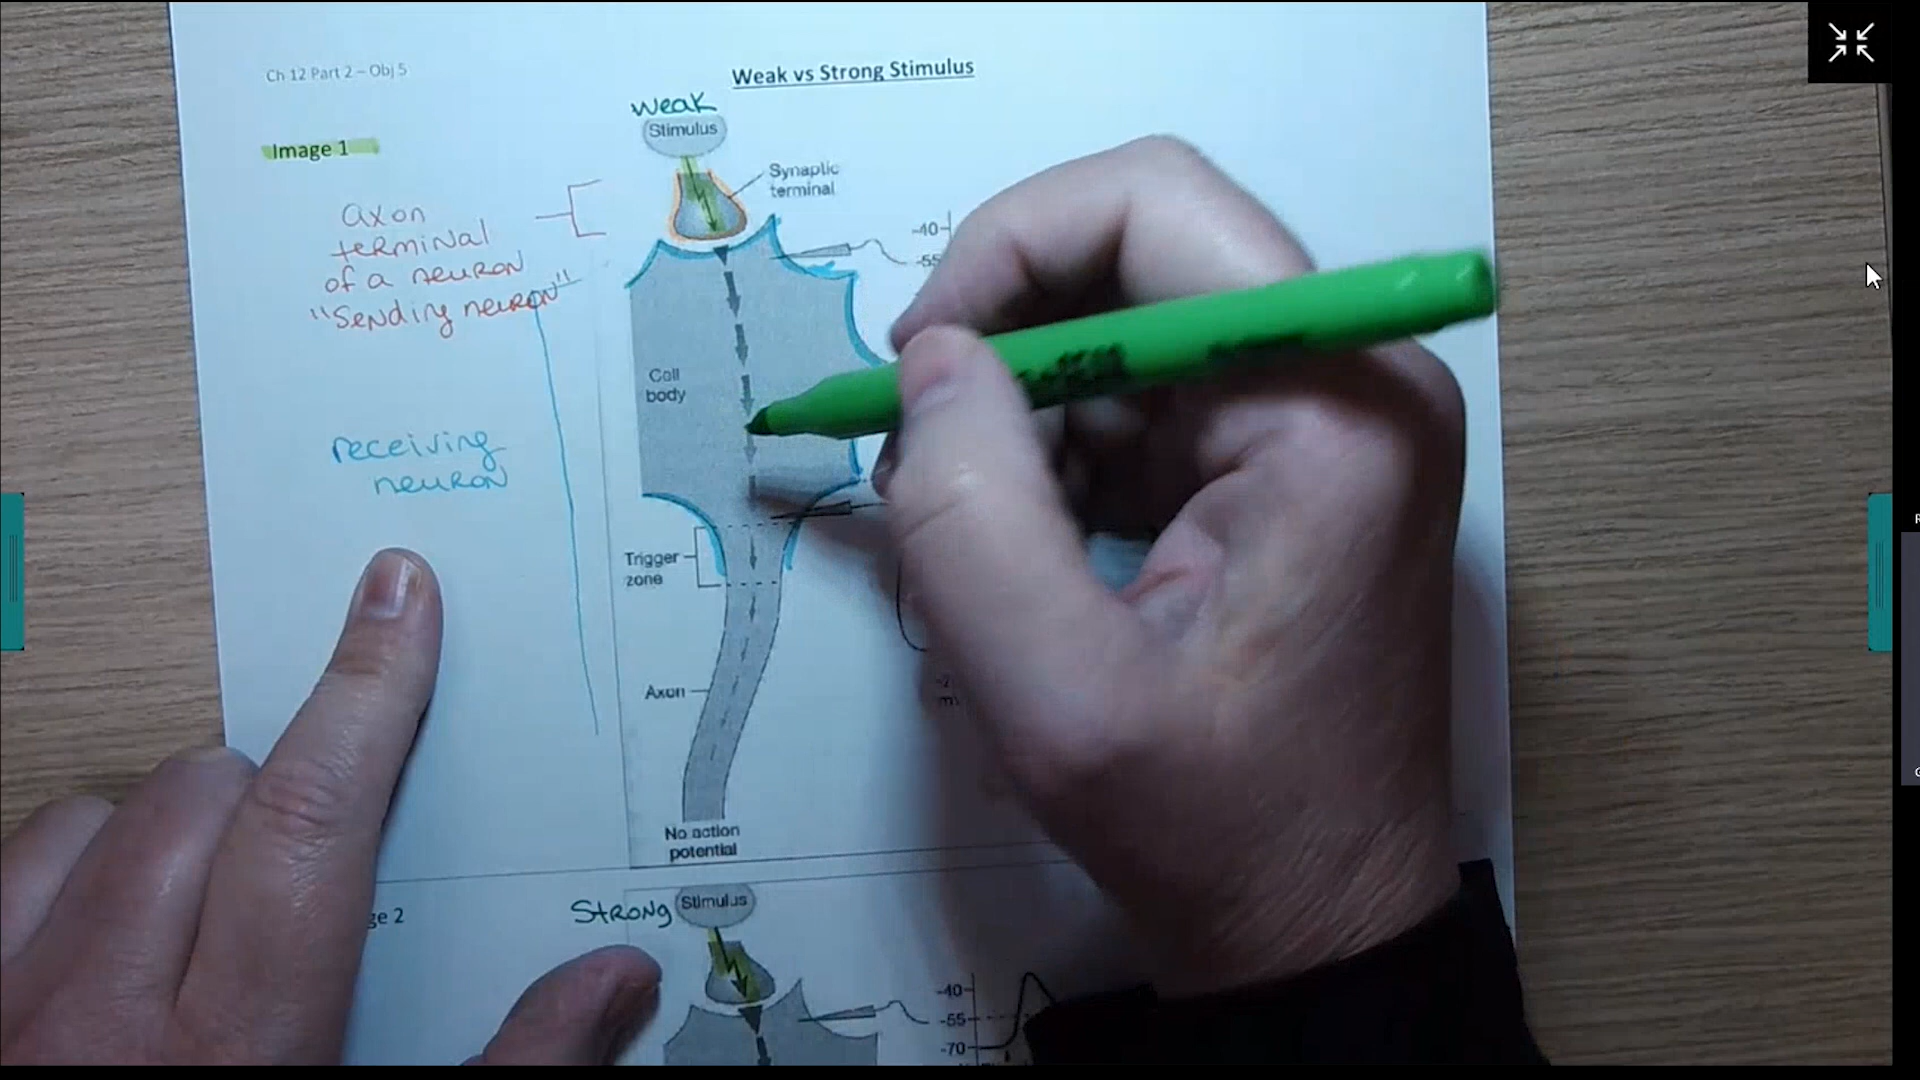 Ch 12 Part 2 – Obj 5
Weak vs Strong Stimulus
weak
Stimulus
Image 1
Synaptic
terminal
axon
terminal
of a neuron
"Sending neuron"
-40
-55
Cell
body
receiving
neuron
Trigger
zone
Axon
No action
potential
ge 2
Strong
Stimulus
-40
-55
-70